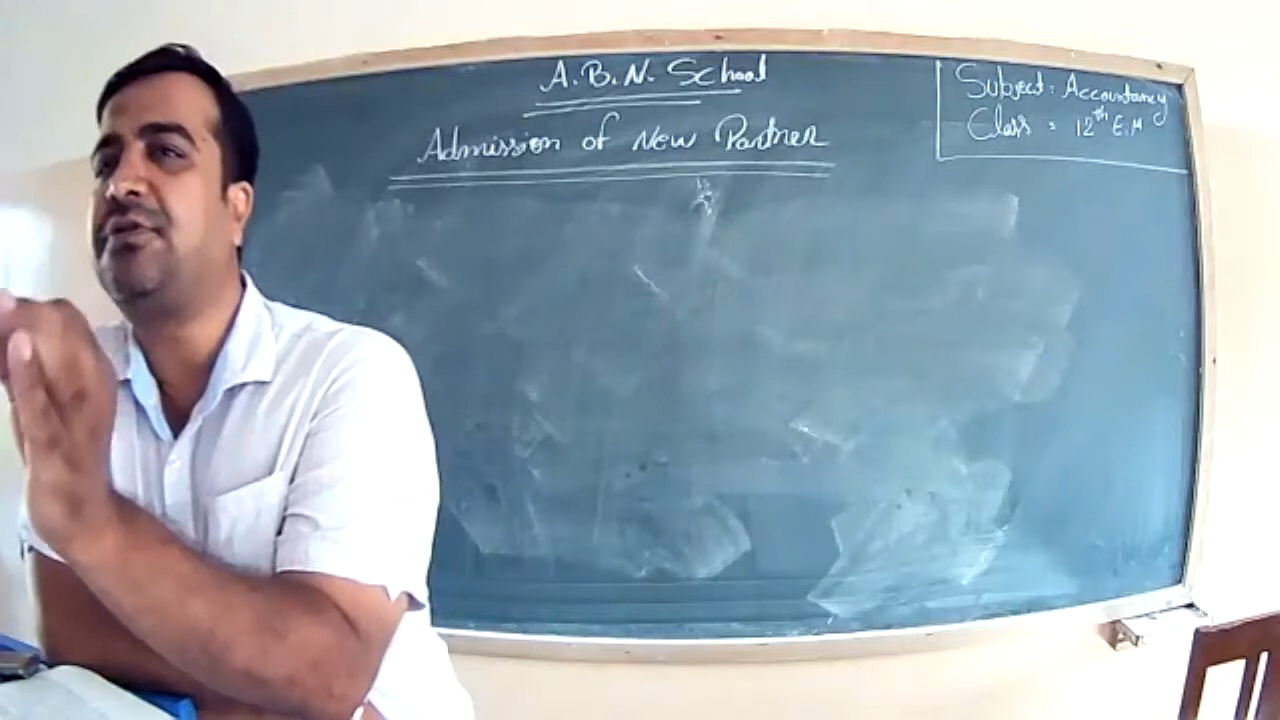 A.B.N. School
Admission of New Partner
Subject: Accountancy
Class : 12th E.M